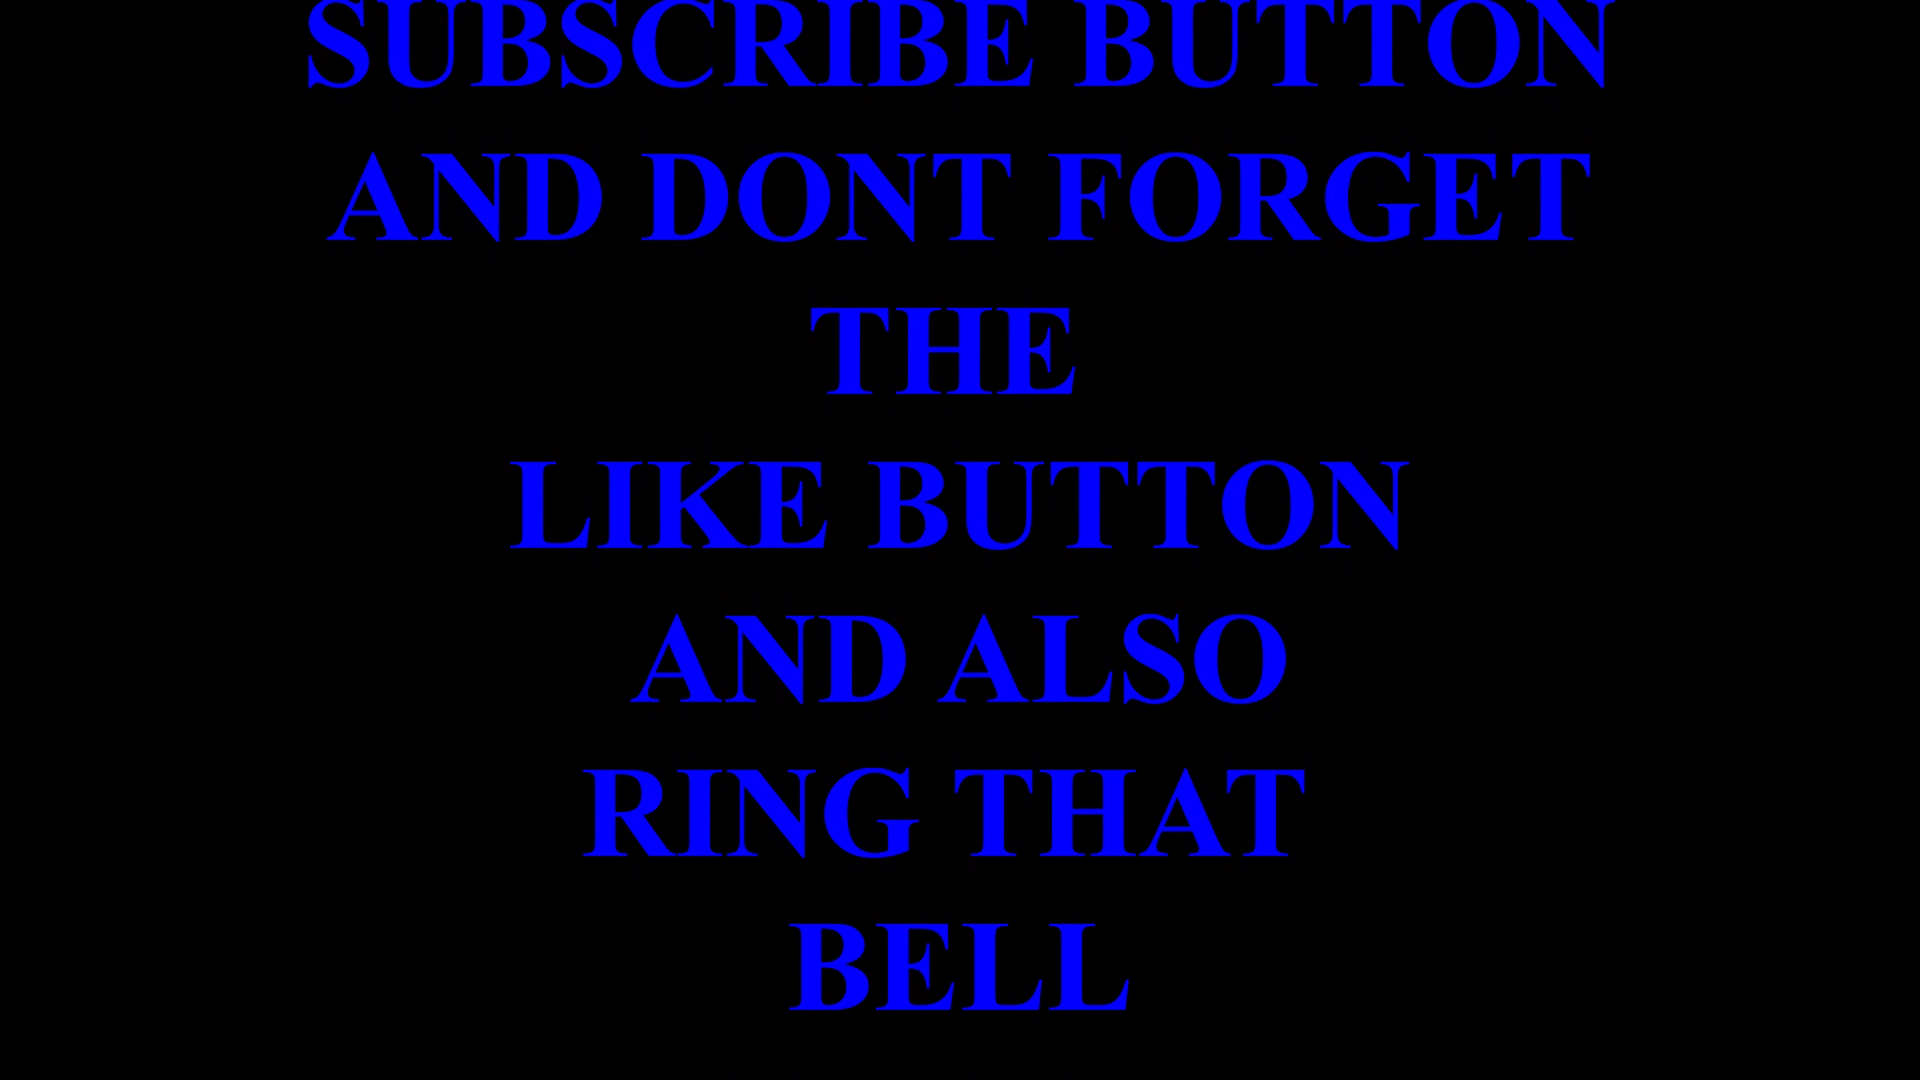 SUBSCRIBE BUTTON
AND DONT FORGET
THE
LIKE BUTTON
AND ALSO
RING THAT
BELL